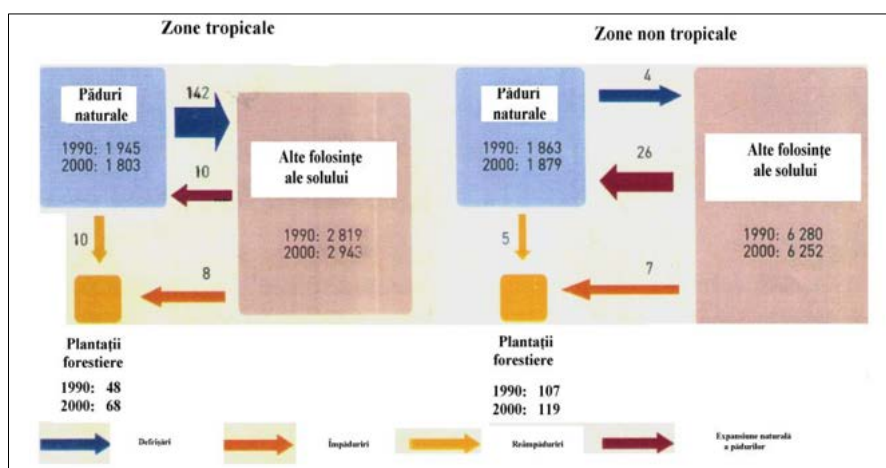 Zone tropicale
Zone non tropicale
Păduri
naturale
1990: 1 945
2000: 1 803
142
10
Alte folosințe
ale solului
1990: 2 819
2000: 2 943
10
8
Plantații
forestiere
1990: 48
2000: 68
Păduri
naturale
1990: 1 863
2000: 1 879
4
26
Alte folosințe
ale solului
1990: 6 280
2000: 6 252
5
7
Plantații
forestiere
1990: 107
2000: 119
Defrișări
Împăduriri
Reîmpăduriri
Expansiune naturală
a pădurilor